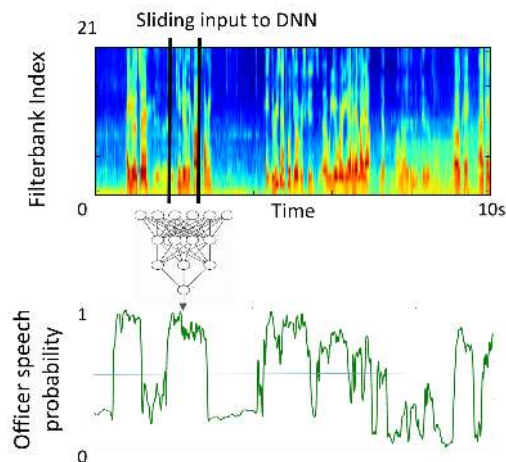 Sliding input to DNN
21
Filterbank Index
0
Time
10s
1
Officer speech
probability
0